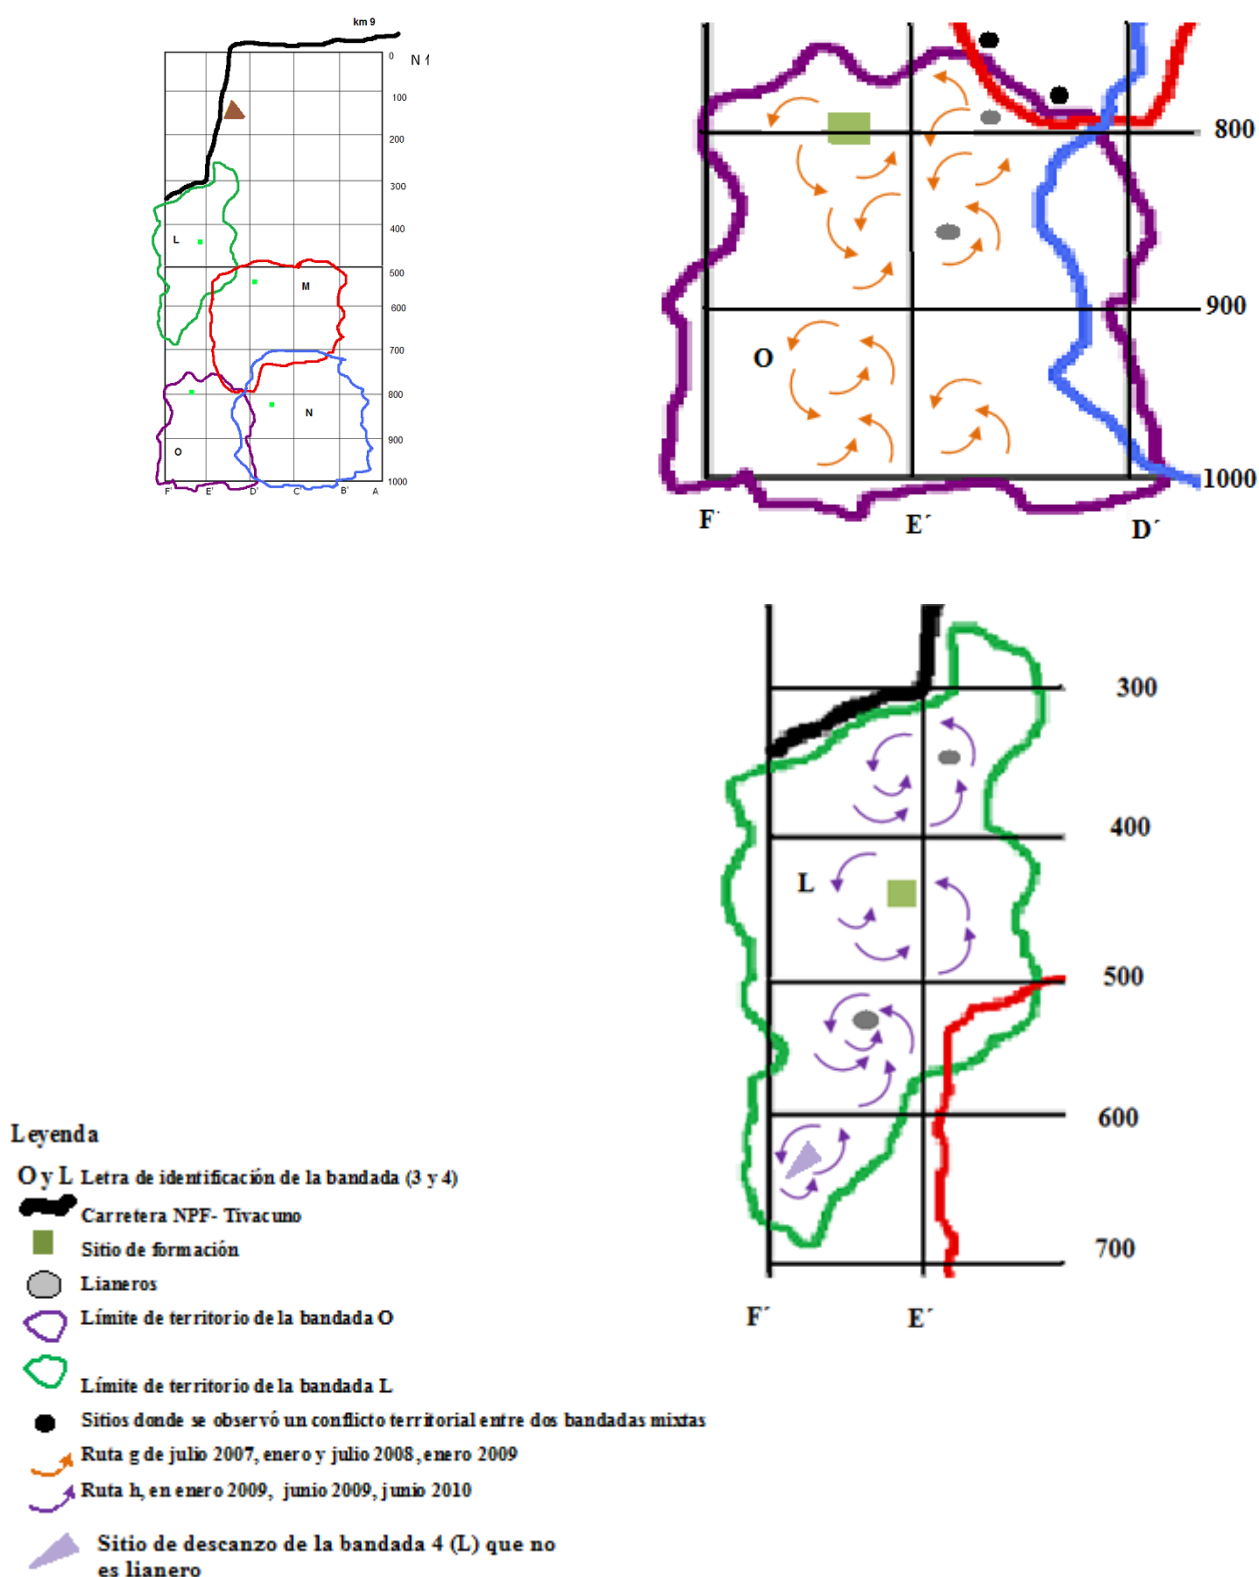 km 9
0
N 1
100
200
300
L
400
500
M
600
700
800
N
900
O
1000
F' E' D' C' B' A
800
900
O
1000
F´
E´
D´
300
400
L
500
600
700
F´
E´
Leyenda
O y L Letra de identificación de la bandada (3 y 4)
Carretera NPF- Tivacuno
Sitio de formación
Lianeros
Límite de territorio de la bandada O
Límite de territorio de la bandada L
Sitios donde se observó un conflicto territorial entre dos bandadas mixtas
Ruta g de julio 2007, enero y julio 2008, enero 2009
Ruta h, en enero 2009, junio 2009, junio 2010
Sitio de descanzo de la bandada 4 (L) que no
es lianero